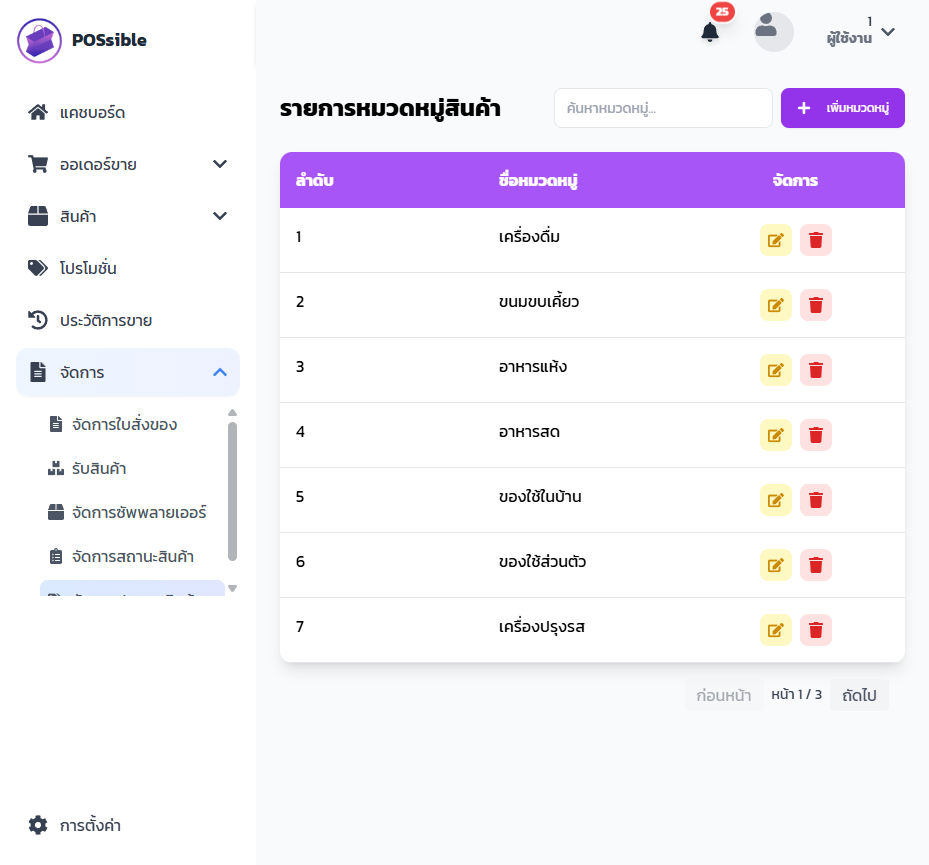 POSsible
25
1
ผู้ใช้งาน
แดชบอร์ด
ออเดอร์ขาย
สินค้า
โปรโมชั่น
ประวัติการขาย
จัดการ
จัดการใบสั่งของ
รับสินค้า
จัดการซัพพลายเออร์
จัดการสถานะสินค้า
การตั้งค่า
รายการหมวดหมู่สินค้า
ค้นหาหมวดหมู่...
เพิ่มหมวดหมู่
ลำดับ ชื่อหมวดหมู่ จัดการ
1 เครื่องดื่ม
2 ขนมขบเคี้ยว
3 อาหารแห้ง
4 อาหารสด
5 ของใช้ในบ้าน
6 ของใช้ส่วนตัว
7 เครื่องปรุงรส
ก่อนหน้า หน้า 1 / 3 ถัดไป